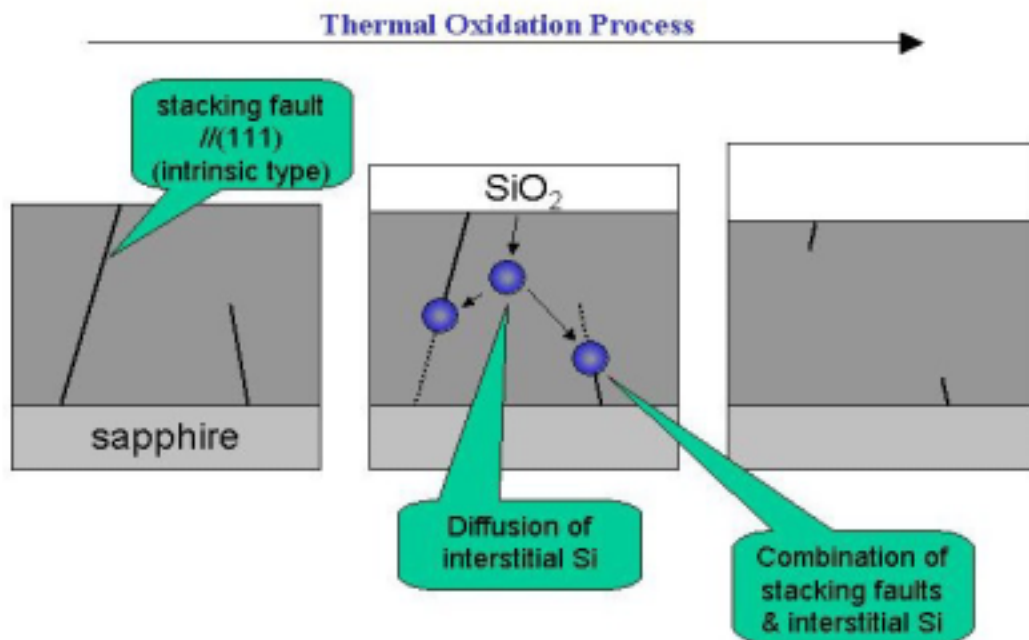 Thermal Oxidation Process
stacking fault
//(111)
(intrinsic type)
SiO₂
sapphire
Diffusion of
interstitial Si
Combination of
stacking faults
& interstitial Si